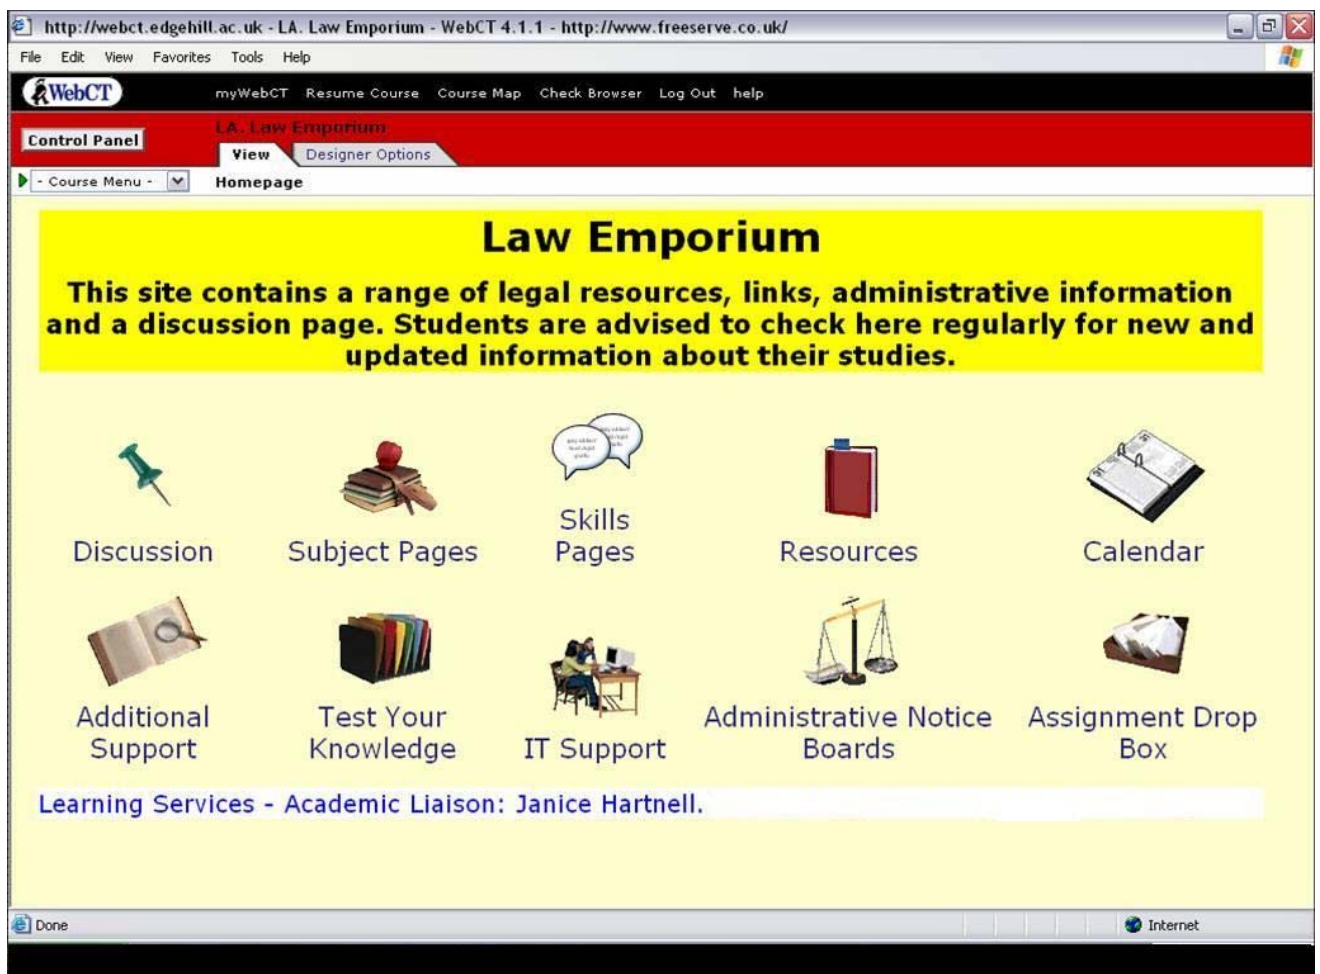 http://webct.edgehill.ac.uk - LA. Law Emporium - WebCT 4.1.1 - http://www.freeserve.co.uk/
File Edit View Favorites Tools Help
WebCT myWebCT Resume Course Course Map Check Browser Log Out help
LA. Law Emporium
Control Panel
View Designer Options
- Course Menu - Homepage
Law Emporium
This site contains a range of legal resources, links, administrative information
and a discussion page. Students are advised to check here regularly for new and
updated information about their studies.
Discussion
Subject Pages
Skills
Pages
Resources
Calendar
Additional
Support
Test Your
Knowledge
IT Support
Administrative Notice
Boards
Assignment Drop
Box
Learning Services - Academic Liaison: Janice Hartnell.
Done Internet